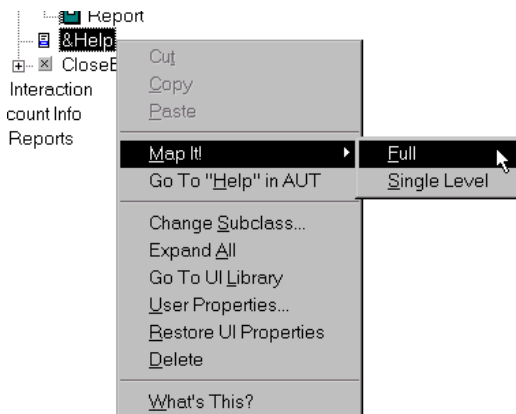 Report
&Help
CloseB
Interaction
count Info
Reports
Cut
Copy
Paste
Map It!
Go To "Help" in AUT
Change Subclass...
Expand All
Go To UI Library
User Properties...
Restore UI Properties
Delete
What's This?
Full
Single Level